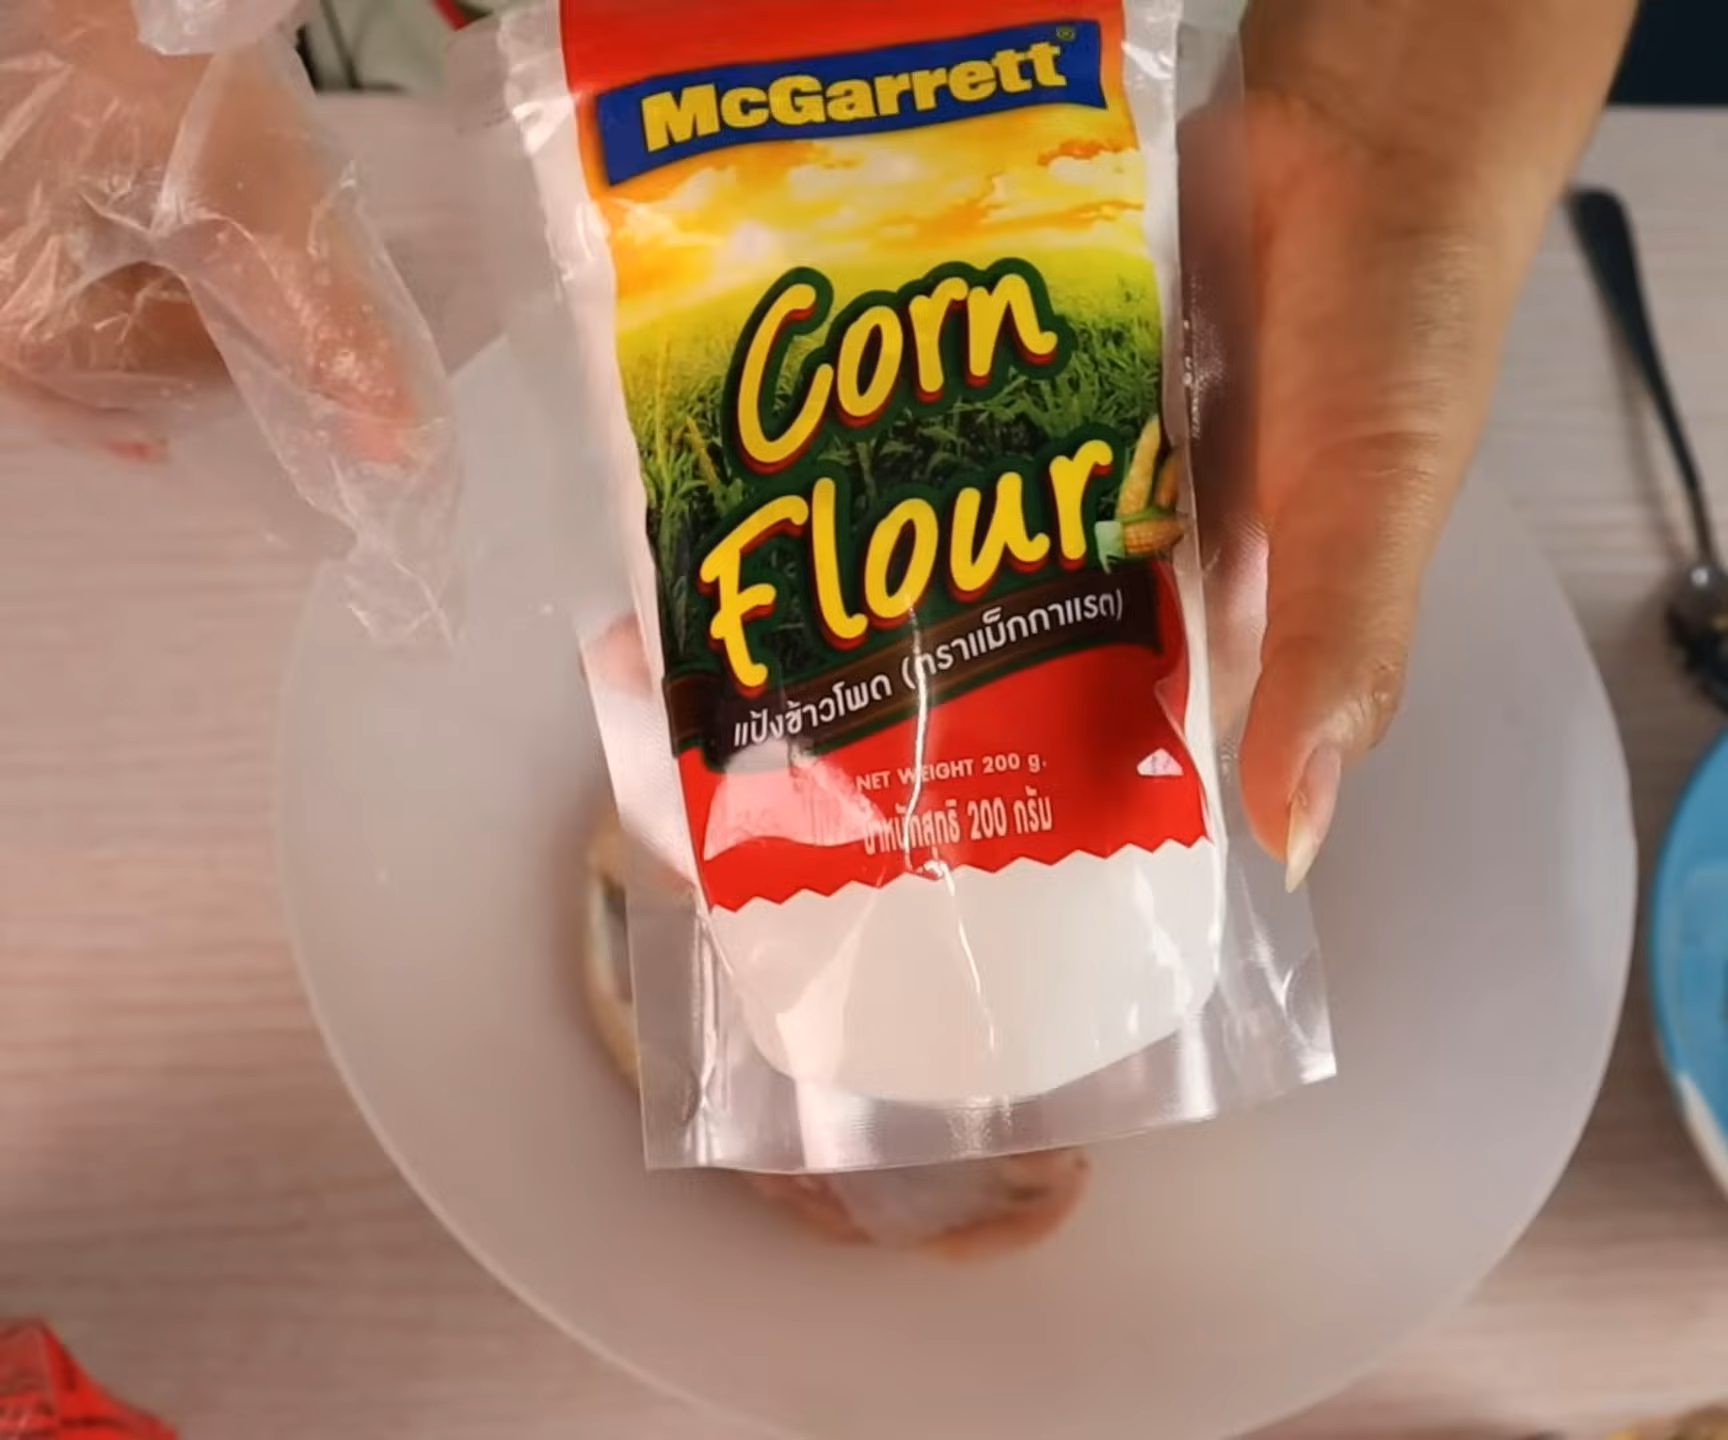 McGarrett®
Corn
Flour
แป้งข้าวโพด (ตราแม็กกาแรต)
NET WEIGHT 200 g.
น้ำหนักสุทธิ 200 กรัม